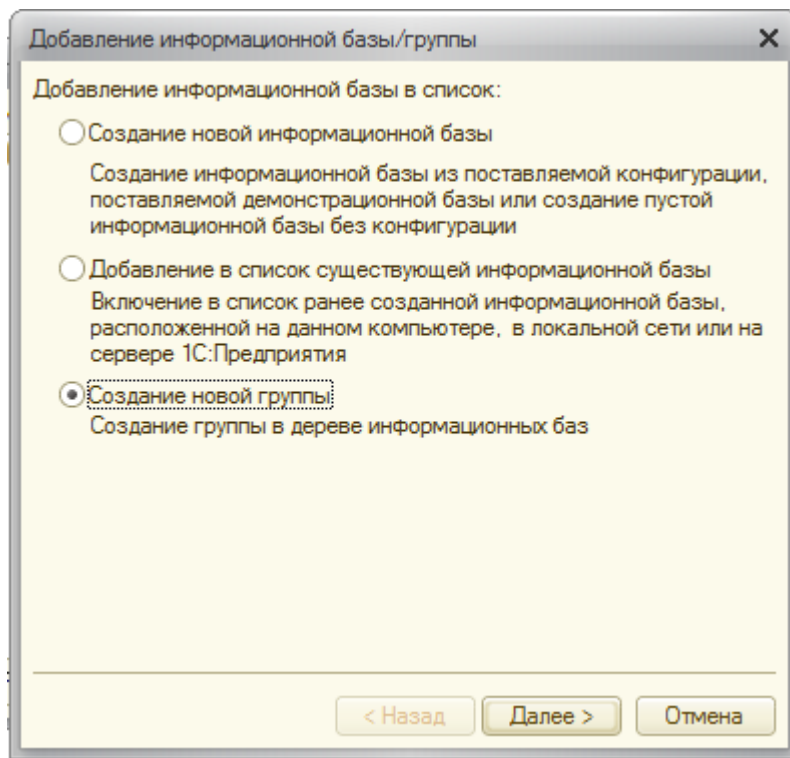 Добавление информационной базы/группы
Добавление информационной базы в список:
Создание новой информационной базы
Создание информационной базы из поставляемой конфигурации,
поставляемой демонстрационной базы или создание пустой
информационной базы без конфигурации
Добавление в список существующей информационной базы
Включение в список ранее созданной информационной базы,
расположенной на данном компьютере, в локальной сети или на
сервере 1С:Предприятия
Создание новой группы
Создание группы в дереве информационных баз
< Назад Далее > Отмена